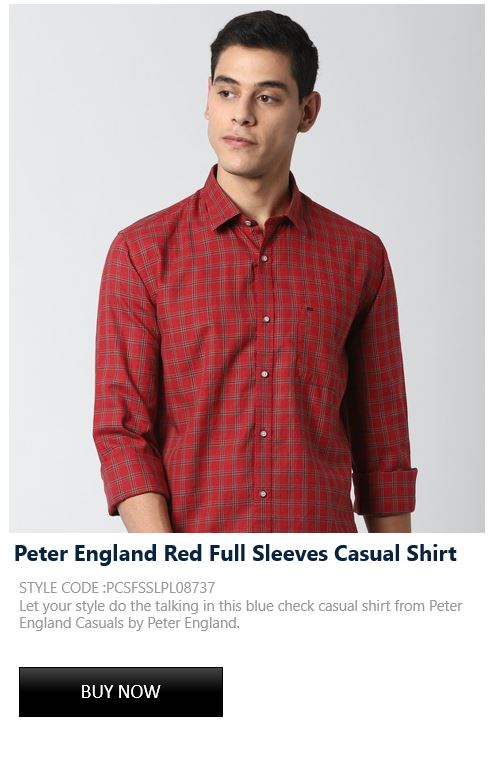 Peter England Red Full Sleeves Casual Shirt
STYLE CODE :PCSFSSLPL08737
Let your style do the talking in this blue check casual shirt from Peter
England Casuals by Peter England.
BUY NOW